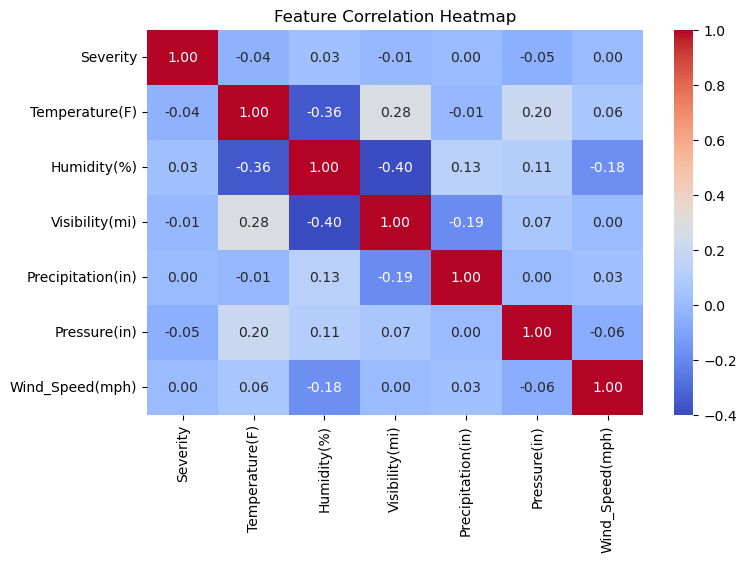 Feature Correlation Heatmap
Severity 1.00 -0.04 0.03 -0.01 0.00 -0.05 0.00
Temperature(F) -0.04 1.00 -0.36 0.28 -0.01 0.20 0.06
Humidity(%) 0.03 -0.36 1.00 -0.40 0.13 0.11 -0.18
Visibility(mi) -0.01 0.28 -0.40 1.00 -0.19 0.07 0.00
Precipitation(in) 0.00 -0.01 0.13 -0.19 1.00 0.00 0.03
Pressure(in) -0.05 0.20 0.11 0.07 0.00 1.00 -0.06
Wind_Speed(mph) 0.00 0.06 -0.18 0.00 0.03 -0.06 1.00
Severity
Temperature(F)
Humidity(%)
Visibility(mi)
Precipitation(in)
Pressure(in)
Wind_Speed(mph)
1.0
0.8
0.6
0.4
0.2
0.0
-0.2
-0.4